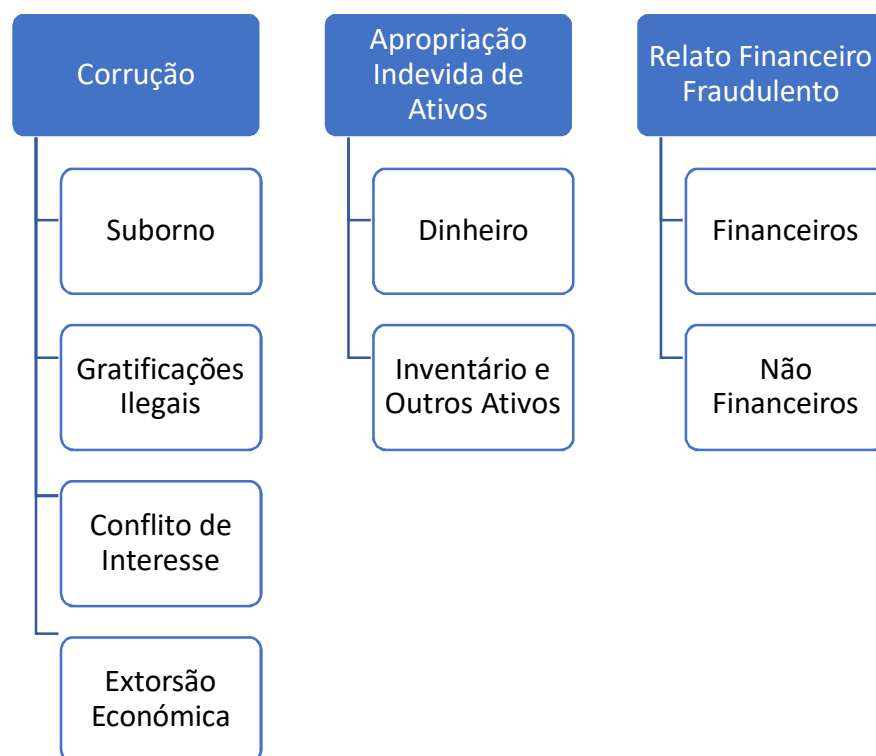 Corrução
Suborno
Gratificações
Ilegais
Conflito de
Interesse
Extorsão
Económica
Apropriação
Indevida de
Ativos
Dinheiro
Inventário e
Outros Ativos
Relato Financeiro
Fraudulento
Financeiros
Não
Financeiros